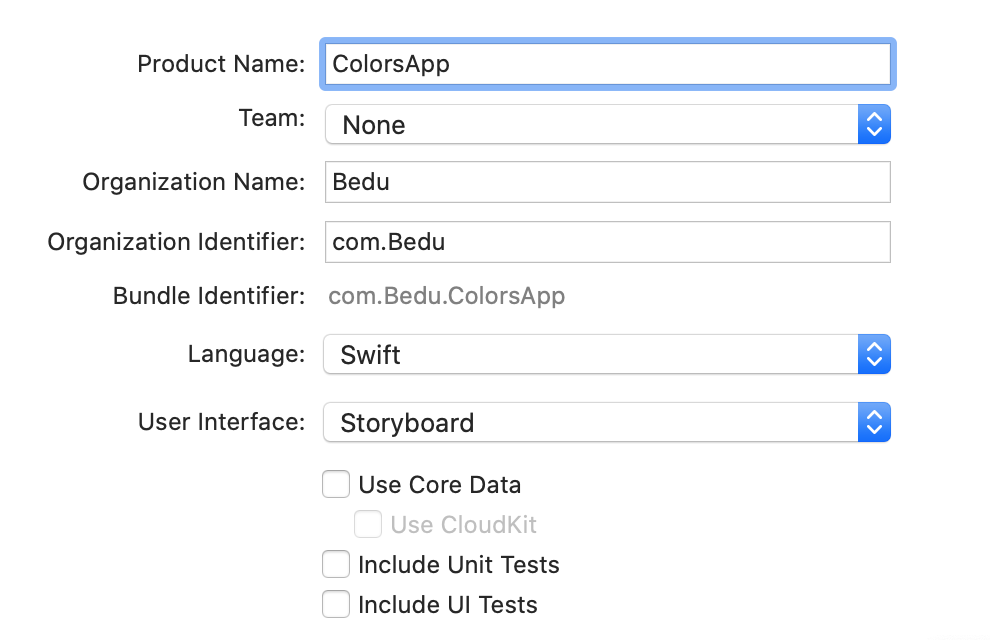 Product Name: ColorsApp
Team: None
Organization Name: Bedu
Organization Identifier: com.Bedu
Bundle Identifier: com.Bedu.ColorsApp
Language: Swift
User Interface: Storyboard
Use Core Data
Use CloudKit
Include Unit Tests
Include UI Tests